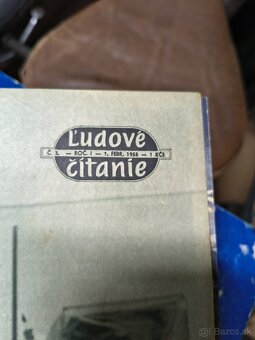 Ľudové
Č 3. — ROČ. I — 1. FEBR. 1955 — 1 KČS
čítanie
bazos.sk